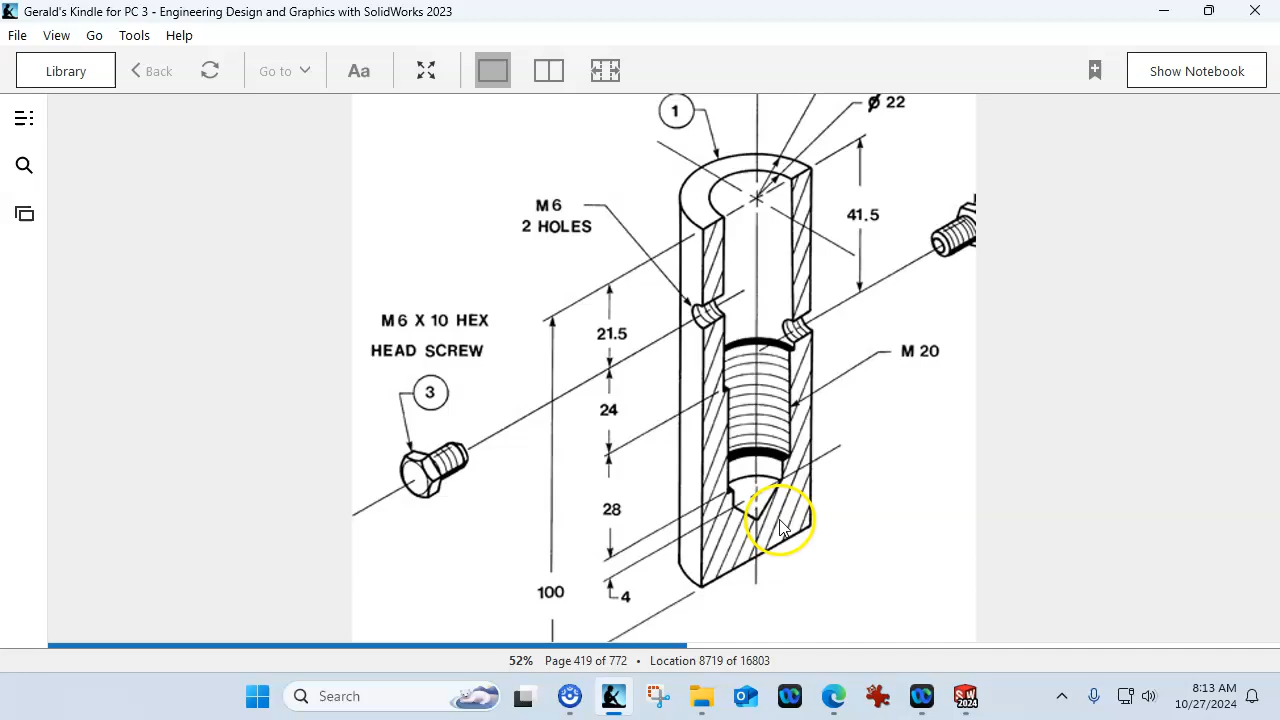 Gerald's Kindle for PC 3 - Engineering Design and Graphics with SolidWorks 2023
File View Go Tools Help
Library
Back
Go to
Aa
Show Notebook
1
Ø 22
M 6
2 HOLES
41.5
M 6 X 10 HEX
HEAD SCREW
21.5
M 20
3
24
28
100
4
52% Page 419 of 772 • Location 8719 of 16803
Search
8:13 AM
10/27/2024
SW
2024